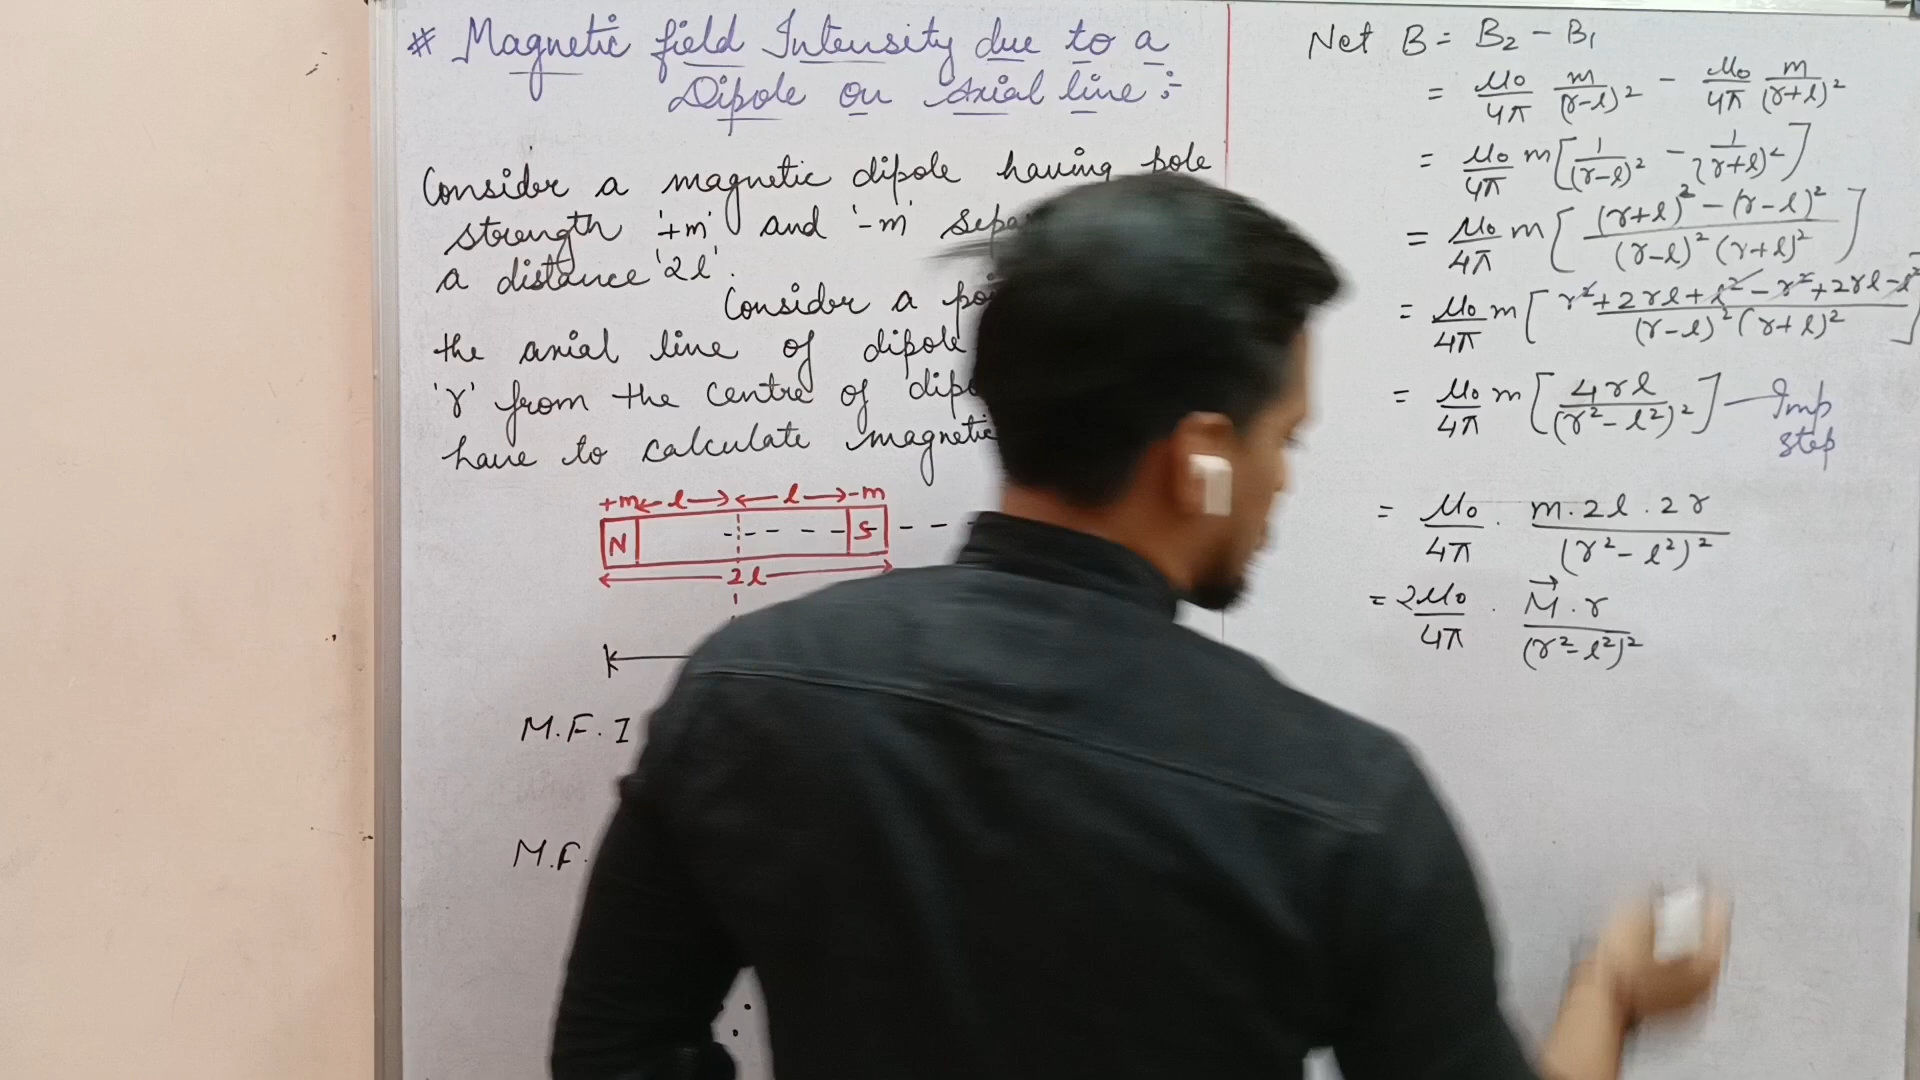 # Magnetic field Intensity due to a
Dipole on Axial line :-
Consider a magnetic dipole having pole
strength '+m' and '-m'
a distance '2l'.
Consider a
the axial line of dipole
'r' from the centre of
have to calculate magnetic
+m ← l → ← l → -m
N S
2l
M.F.I
M.F.
Net B = B₂ - B₁
= μ₀/4π m/(r-l)² - μ₀/4π m/(r+l)²
= μ₀/4π m [1/(r-l)² - 1/(r+l)²]
= μ₀/4π m [(r+l)² - (r-l)² / (r-l)² (r+l)²]
= μ₀/4π m [r² + 2rl + l² - r² + 2rl - l² / (r-l)² (r+l)²]
= μ₀/4π m [4rl / (r² - l²)²] — Imp
step
= μ₀/4π . m.2l.2r / (r² - l²)²
= 2μ₀/4π . M⃗.r / (r² - l²)²